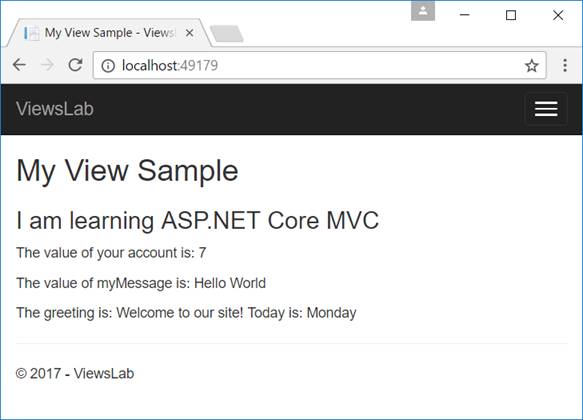 My View Sample - Views
localhost:49179
ViewsLab
My View Sample
I am learning ASP.NET Core MVC
The value of your account is: 7
The value of myMessage is: Hello World
The greeting is: Welcome to our site! Today is: Monday
© 2017 - ViewsLab